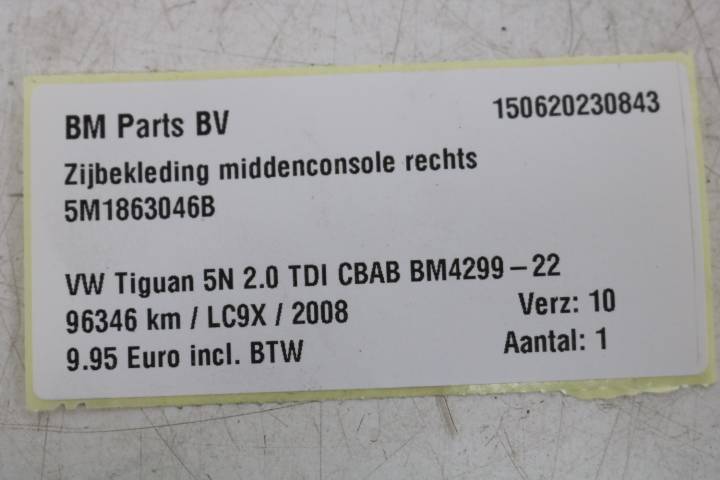 BM Parts BV 150620230843
Zijbekleding middenconsole rechts
5M1863046B
VW Tiguan 5N 2.0 TDI CBAB BM4299-22
96346 km / LC9X / 2008 Verz: 10
9.95 Euro incl. BTW Aantal: 1